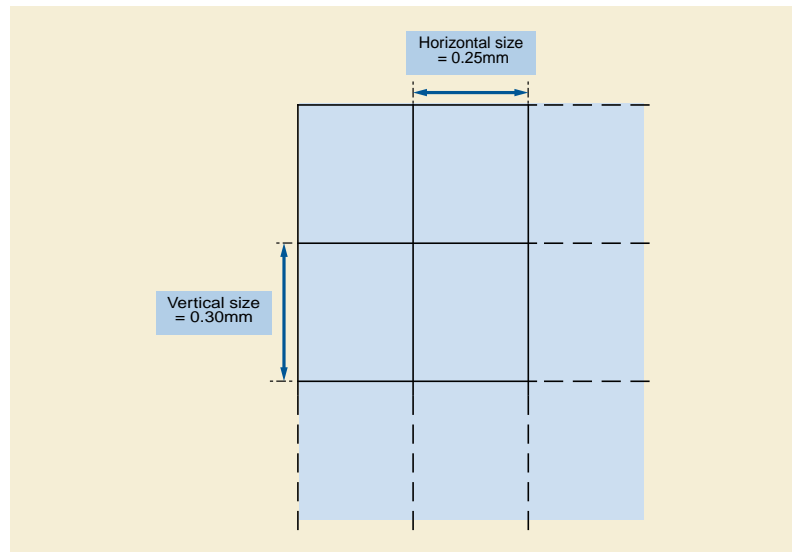 Horizontal size
= 0.25mm
Vertical size
= 0.30mm